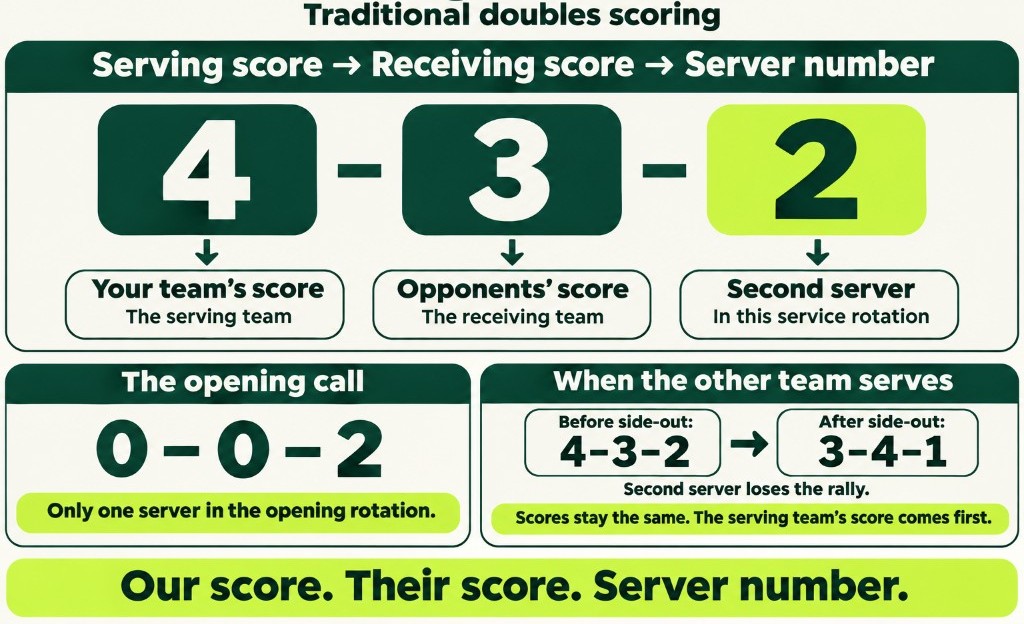 Traditional doubles scoring
Serving score → Receiving score → Server number
4 – 3 – 2
Your team's score
The serving team
Opponents' score
The receiving team
Second server
In this service rotation
The opening call
0 – 0 – 2
Only one server in the opening rotation.
When the other team serves
Before side-out:
4–3–2
→
After side-out:
3–4–1
Second server loses the rally.
Scores stay the same. The serving team's score comes first.
Our score. Their score. Server number.